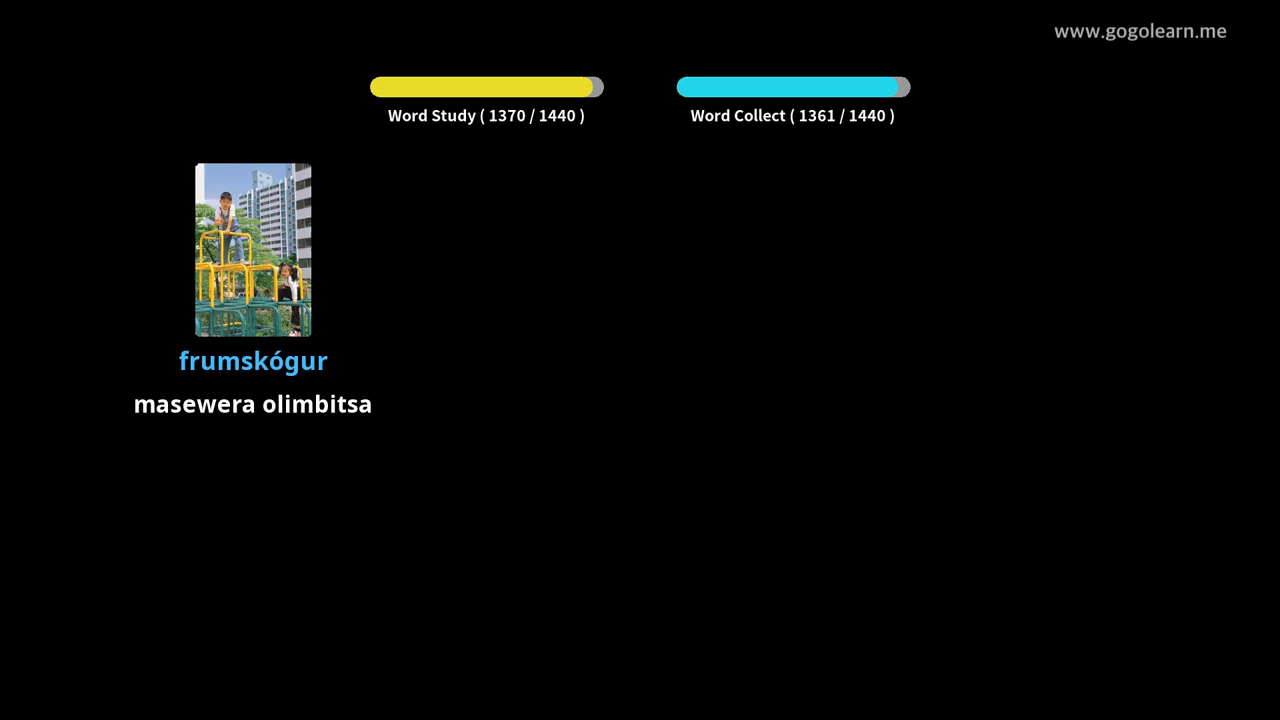 www.gogolearn.me
Word Study ( 1370 / 1440 )
Word Collect ( 1361 / 1440 )
frumskógur
masewera olimbitsa